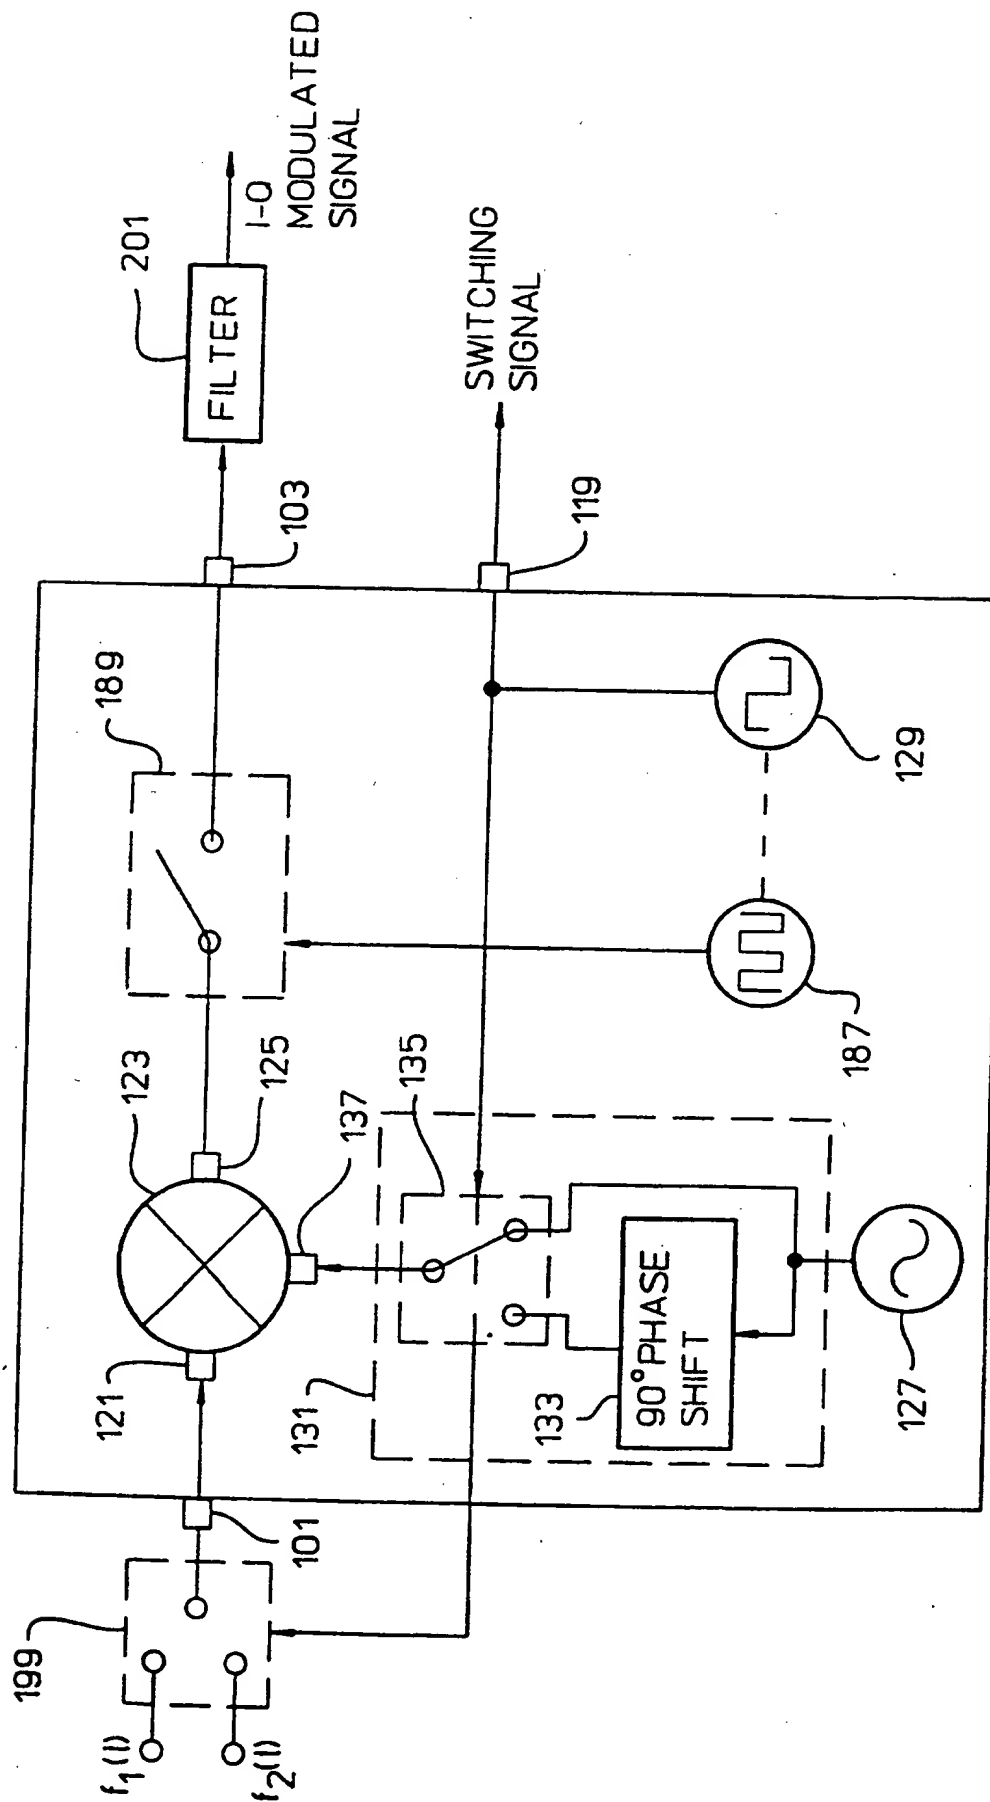 199
f1(I)
f2(I)
101
121
123
125
137
131
135
133
90° PHASE
SHIFT
127
189
187
129
103
119
201
FILTER
I-Q
MODULATED
SIGNAL
SWITCHING
SIGNAL